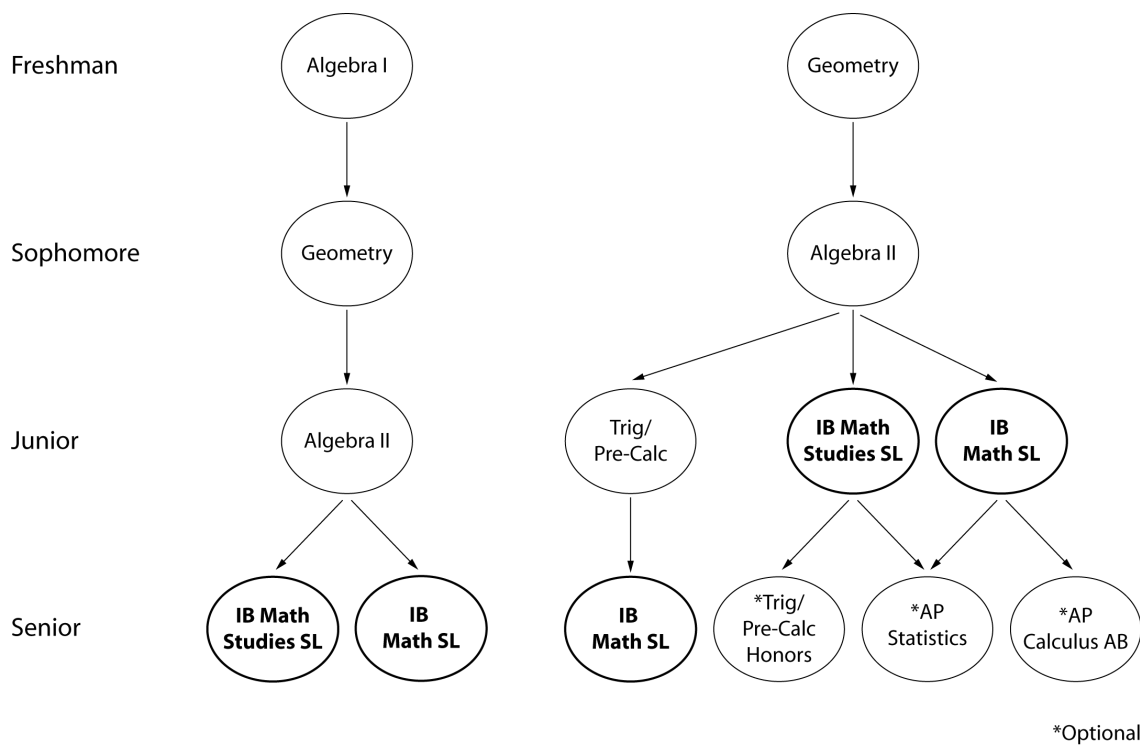 Freshman
Algebra I
Geometry
Sophomore
Geometry
Algebra II
Junior
Algebra II
Trig/
Pre-Calc
IB Math
Studies SL
IB
Math SL
Senior
IB Math
Studies SL
IB
Math SL
IB
Math SL
*Trig/
Pre-Calc
Honors
*AP
Statistics
*AP
Calculus AB
*Optional